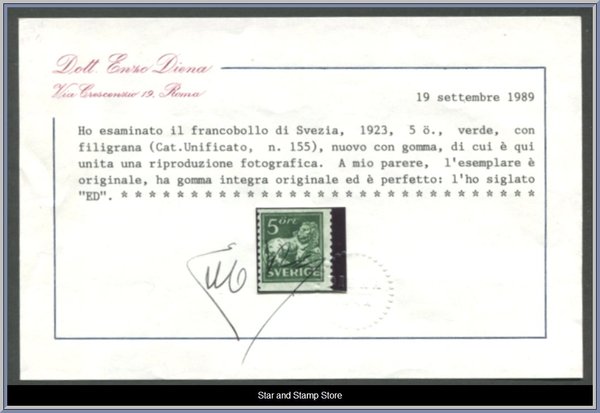 Dott. Enzo Diena
Via Crescenzio 19, Roma
19 settembre 1989
Ho esaminato il francobollo di Svezia, 1923, 5 ö., verde, con
filigrana (Cat.Unificato, n. 155), nuovo con gomma, di cui è qui
unita una riproduzione fotografica. A mio parere, l'esemplare è
originale, ha gomma integra originale ed è perfetto: l'ho siglato
"ED". * * * * * * * * * * * * * * * * * * * * * * * * * * * * * *
5 ÖRE
SVERIGE
Star and Stamp Store